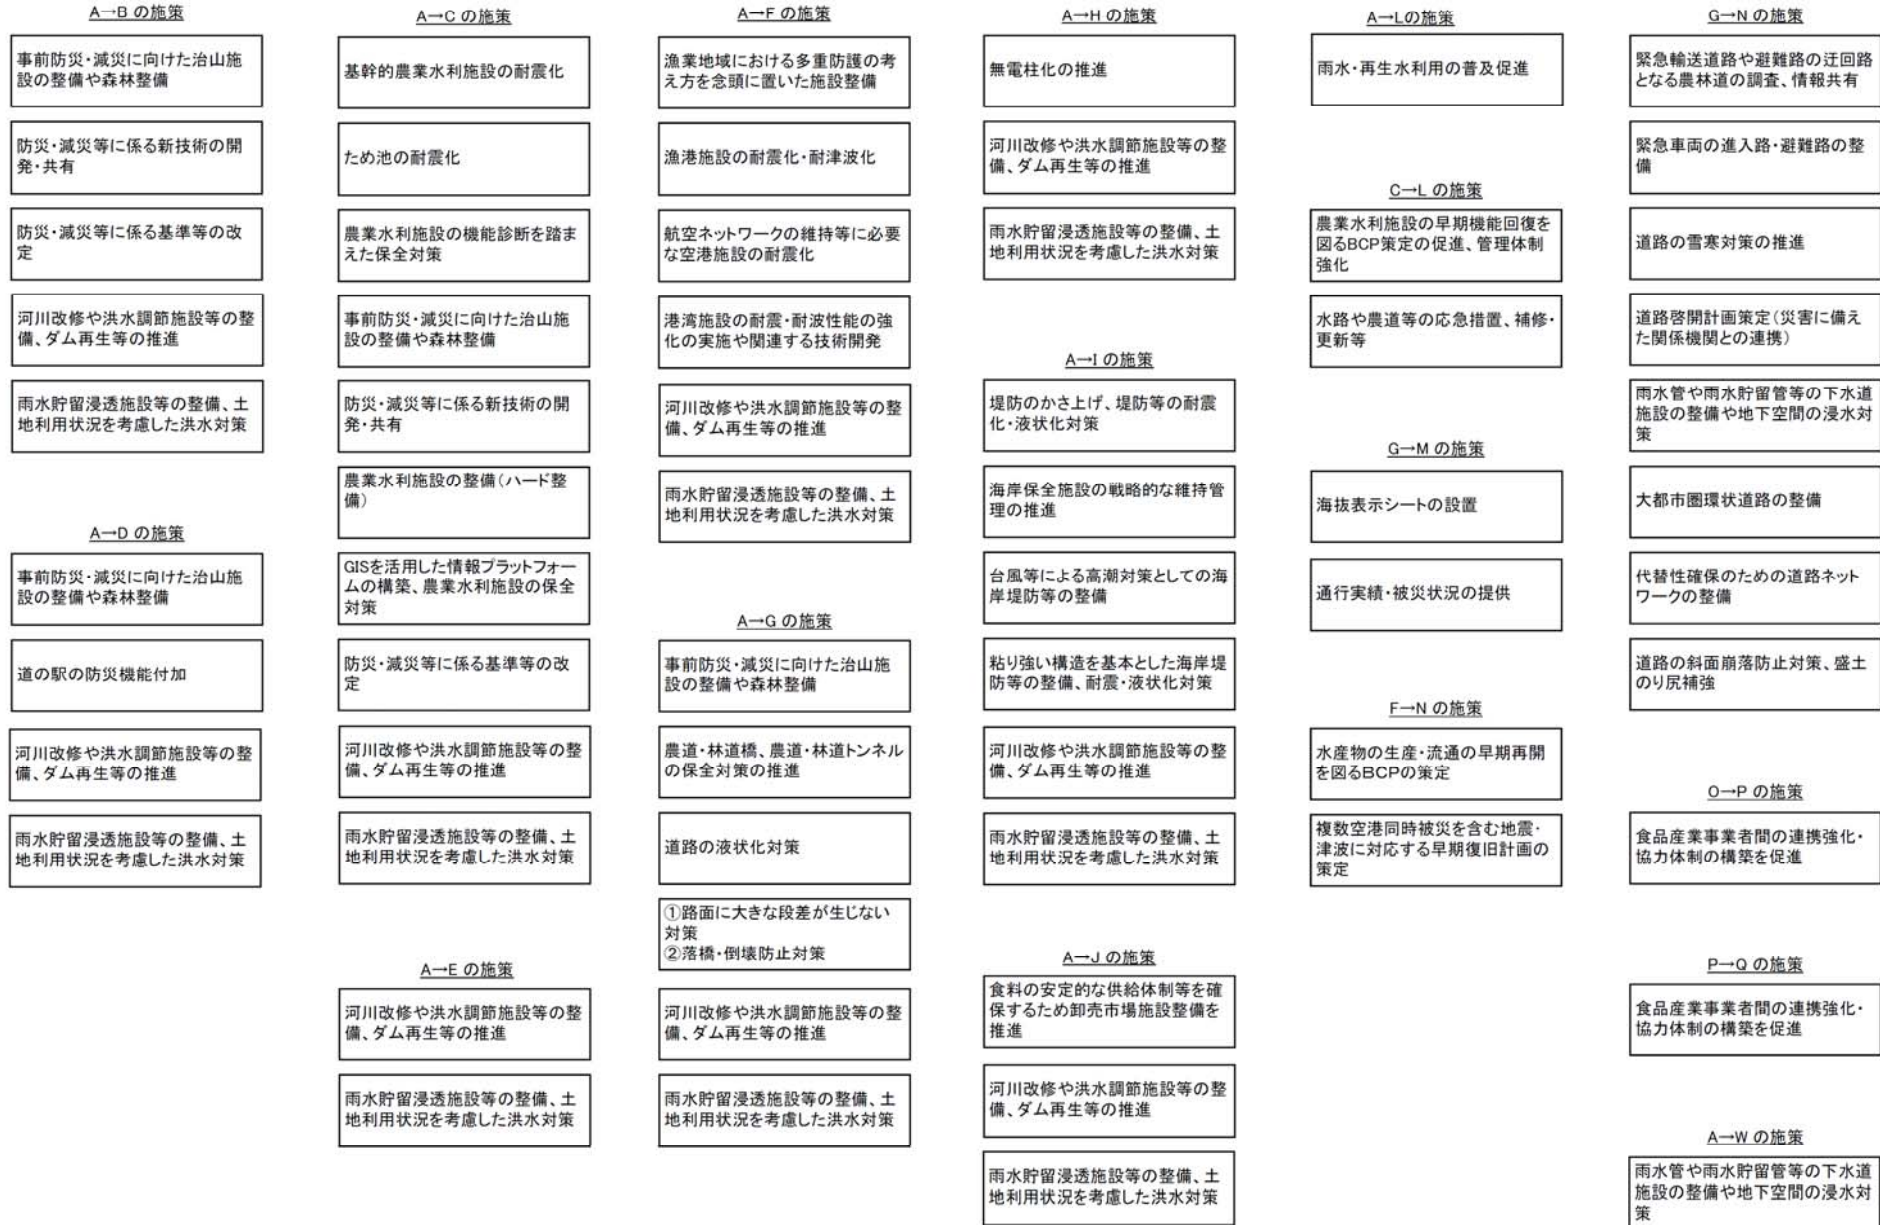 A→B の施策
事前防災・減災に向けた治山施
設の整備や森林整備
防災・減災等に係る新技術の開
発・共有
防災・減災等に係る基準等の改
定
河川改修や洪水調節施設等の整
備、ダム再生等の推進
雨水貯留浸透施設等の整備、土
地利用状況を考慮した洪水対策
A→D の施策
事前防災・減災に向けた治山施
設の整備や森林整備
道の駅の防災機能付加
河川改修や洪水調節施設等の整
備、ダム再生等の推進
雨水貯留浸透施設等の整備、土
地利用状況を考慮した洪水対策
A→C の施策
基幹的農業水利施設の耐震化
ため池の耐震化
農業水利施設の機能診断を踏ま
えた保全対策
事前防災・減災に向けた治山施
設の整備や森林整備
防災・減災等に係る新技術の開
発・共有
農業水利施設の整備(ハード整
備)
GISを活用した情報プラットフォー
ムの構築、農業水利施設の保全
対策
防災・減災等に係る基準等の改
定
河川改修や洪水調節施設等の整
備、ダム再生等の推進
雨水貯留浸透施設等の整備、土
地利用状況を考慮した洪水対策
A→E の施策
河川改修や洪水調節施設等の整
備、ダム再生等の推進
雨水貯留浸透施設等の整備、土
地利用状況を考慮した洪水対策
A→F の施策
漁業地域における多重防護の考
え方を念頭に置いた施設整備
漁港施設の耐震化・耐津波化
航空ネットワークの維持等に必要
な空港施設の耐震化
港湾施設の耐震・耐波性能の強
化の実施や関連する技術開発
河川改修や洪水調節施設等の整
備、ダム再生等の推進
雨水貯留浸透施設等の整備、土
地利用状況を考慮した洪水対策
A→G の施策
事前防災・減災に向けた治山施
設の整備や森林整備
農道・林道橋、農道・林道トンネル
の保全対策の推進
道路の液状化対策
①路面に大きな段差が生じない
対策
②落橋・倒壊防止対策
河川改修や洪水調節施設等の整
備、ダム再生等の推進
雨水貯留浸透施設等の整備、土
地利用状況を考慮した洪水対策
A→H の施策
無電柱化の推進
河川改修や洪水調節施設等の整
備、ダム再生等の推進
雨水貯留浸透施設等の整備、土
地利用状況を考慮した洪水対策
A→I の施策
堤防のかさ上げ、堤防等の耐震
化・液状化対策
海岸保全施設の戦略的な維持管
理の推進
台風等による高潮対策としての海
岸堤防等の整備
粘り強い構造を基本とした海岸堤
防等の整備、耐震・液状化対策
河川改修や洪水調節施設等の整
備、ダム再生等の推進
雨水貯留浸透施設等の整備、土
地利用状況を考慮した洪水対策
A→J の施策
食料の安定的な供給体制等を確
保するため卸売市場施設整備を
推進
河川改修や洪水調節施設等の整
備、ダム再生等の推進
雨水貯留浸透施設等の整備、土
地利用状況を考慮した洪水対策
A→Lの施策
雨水・再生水利用の普及促進
C→L の施策
農業水利施設の早期機能回復を
図るBCP策定の促進、管理体制
強化
水路や農道等の応急措置、補修・
更新等
G→M の施策
海抜表示シートの設置
通行実績・被災状況の提供
F→N の施策
水産物の生産・流通の早期再開
を図るBCPの策定
複数空港同時被災を含む地震・
津波に対応する早期復旧計画の
策定
G→N の施策
緊急輸送道路や避難路の迂回路
となる農林道の調査、情報共有
緊急車両の進入路・避難路の整
備
道路の雪寒対策の推進
道路啓開計画策定(災害に備え
た関係機関との連携)
雨水管や雨水貯留管等の下水道
施設の整備や地下空間の浸水対
策
大都市圏環状道路の整備
代替性確保のための道路ネット
ワークの整備
道路の斜面崩落防止対策、盛土
のり尻補強
O→P の施策
食品産業事業者間の連携強化・
協力体制の構築を促進
P→Q の施策
食品産業事業者間の連携強化・
協力体制の構築を促進
A→W の施策
雨水管や雨水貯留管等の下水道
施設の整備や地下空間の浸水対
策